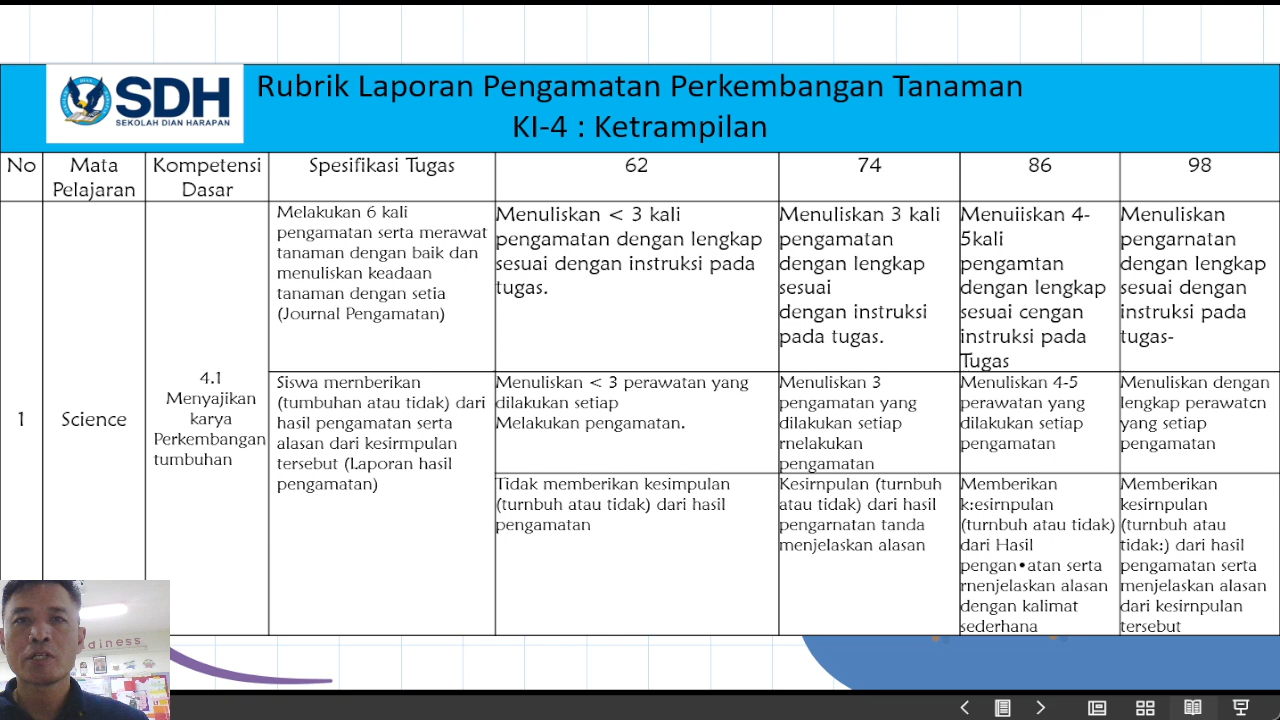 SDH
SEKOLAH DIAN HARAPAN
Rubrik Laporan Pengamatan Perkembangan Tanaman
KI-4 : Ketrampilan
No
Mata
Pelajaran
Kompetensi
Dasar
Spesifikasi Tugas
62
74
86
98
1
Science
4.1
Menyajikan
karya
Perkembangan
tumbuhan
Melakukan 6 kali
pengamatan serta merawat
tanaman dengan baik dan
menuliskan keadaan
tanaman dengan setia
(Journal Pengamatan)
Menuliskan < 3 kali
pengamatan dengan lengkap
sesuai dengan instruksi pada
tugas.
Menuliskan 3 kali
pengamatan
dengan lengkap
sesuai
dengan instruksi
pada tugas.
Menuiiskan 4-
5kali
pengamtan
dengan lengkap
sesuai cengan
instruksi pada
Tugas
Menuliskan
pengarnatan
dengan lengkap
sesuai dengan
instruksi pada
tugas-
Siswa mernberikan
(tumbuhan atau tidak) dari
hasil pengamatan serta
alasan dari kesirmpulan
tersebut (Laporan hasil
pengamatan)
Menuliskan < 3 perawatan yang
dilakukan setiap
Melakukan pengamatan.
Menuliskan 3
pengamatan yang
dilakukan setiap
rnelakukan
pengamatan
Menuliskan 4-5
perawatan yang
dilakukan setiap
pengamatan
Menuliskan dengan
lengkap perawatcn
yang setiap
pengamatan
Tidak memberikan kesimpulan
(turnbuh atau tidak) dari hasil
pengamatan
Kesirnpulan (turnbuh
atau tidak) dari hasil
pengarnatan tanda
menjelaskan alasan
Memberikan
k:esirnpulan
(turnbuh atau tidak)
dari Hasil
pengan•atan serta
rnenjelaskan alasan
dengan kalimat
sederhana
Memberikan
kesirnpulan
(turnbuh atau
tidak:) dari hasil
pengamatan serta
menjelaskan alasan
dari kesirnpulan
tersebut